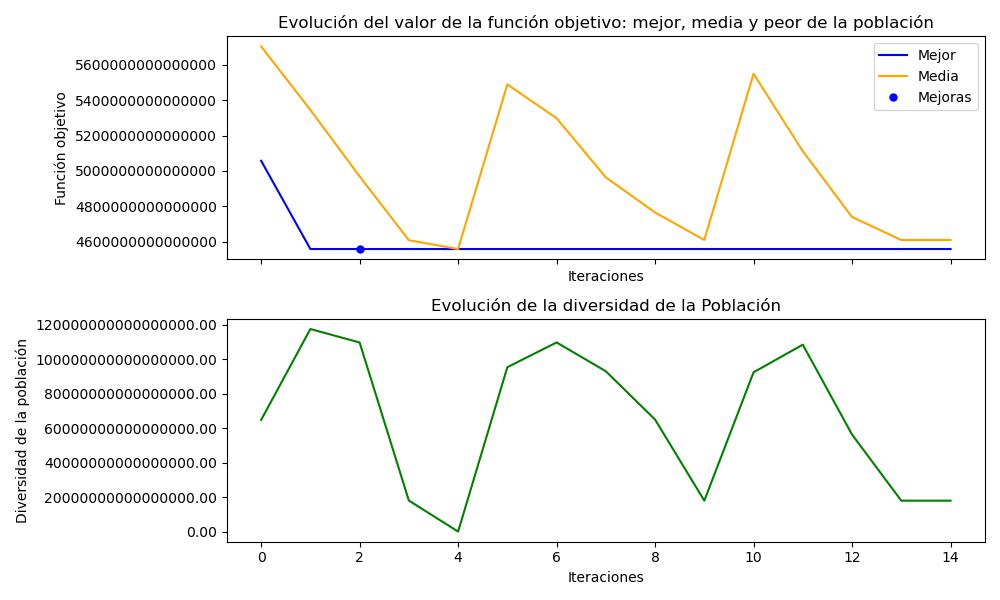 Evolución del valor de la función objetivo: mejor, media y peor de la población
Función objetivo
5600000000000000
5400000000000000
5200000000000000
5000000000000000
4800000000000000
4600000000000000
Mejor
Media
Mejoras
Iteraciones
Evolución de la diversidad de la Población
Diversidad de la población
120000000000000000.00
100000000000000000.00
80000000000000000.00
60000000000000000.00
40000000000000000.00
20000000000000000.00
0.00
0 2 4 6 8 10 12 14
Iteraciones